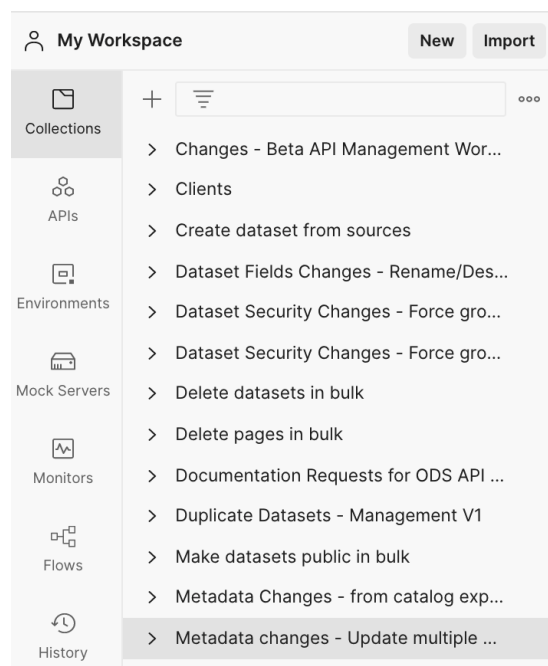 My Workspace
New
Import
Collections
APIs
Environments
Mock Servers
Monitors
Flows
History
Changes - Beta API Management Wor...
Clients
Create dataset from sources
Dataset Fields Changes - Rename/Des...
Dataset Security Changes - Force gro...
Dataset Security Changes - Force gro...
Delete datasets in bulk
Delete pages in bulk
Documentation Requests for ODS API ...
Duplicate Datasets - Management V1
Make datasets public in bulk
Metadata Changes - from catalog exp...
Metadata changes - Update multiple ...